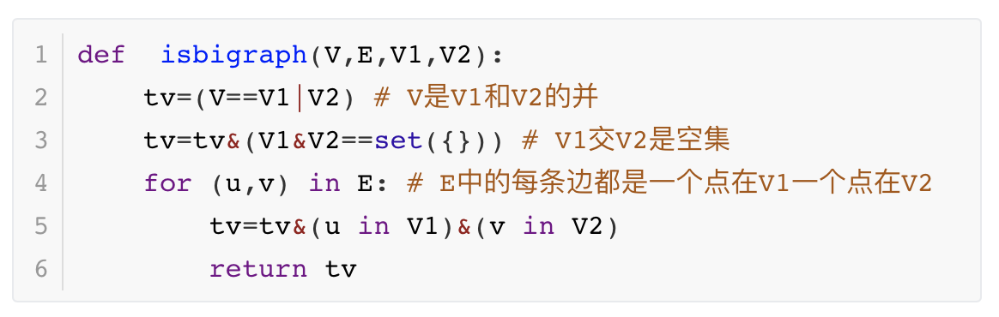 1 def  isbigraph(V,E,V1,V2):
2     tv=(V==V1|V2) # V是V1和V2的并
3     tv=tv&(V1&V2==set({})) # V1交V2是空集
4     for (u,v) in E: # E中的每条边都是一个点在V1一个点在V2
5         tv=tv&(u in V1)&(v in V2)
6         return tv